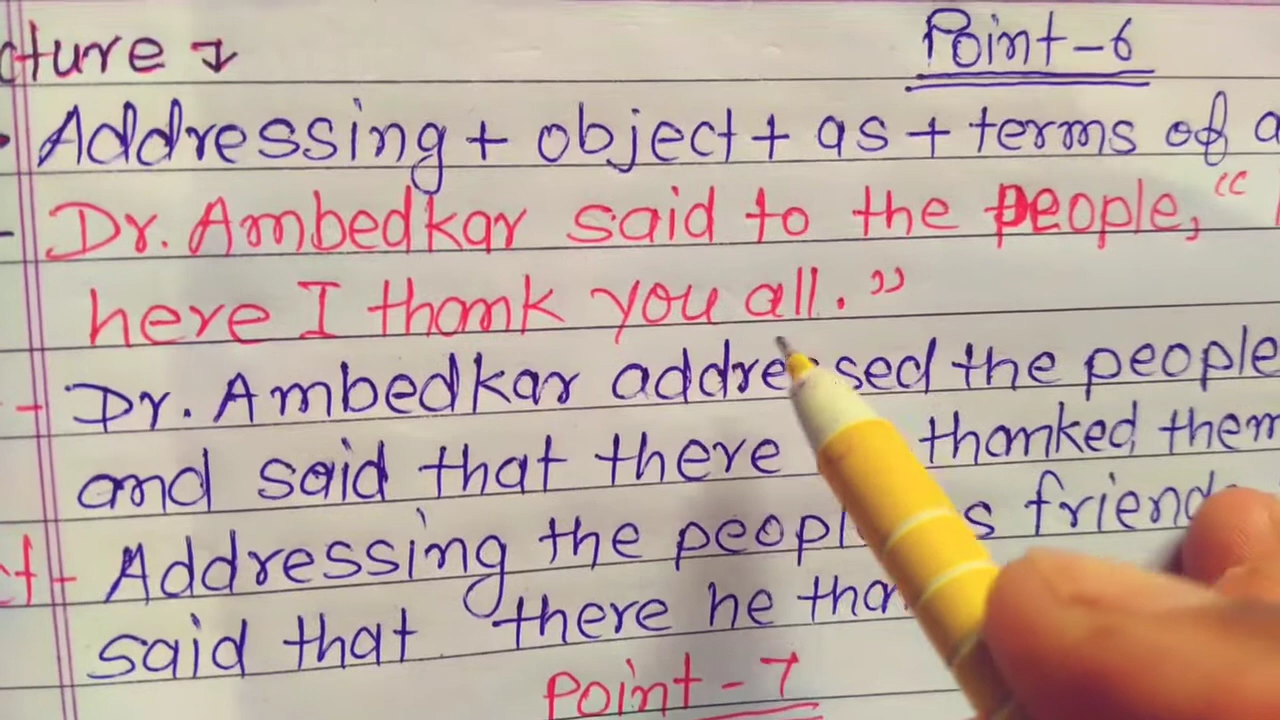 cture ↴
Point-6
Addressing + object + as + terms of a
Dr. Ambedkar said to the people, "
here I thank you all."
- Dr. Ambedkar addressed the people
and said that there thanked them
- Addressing the peopl s friend
said that there he tha
Point-7